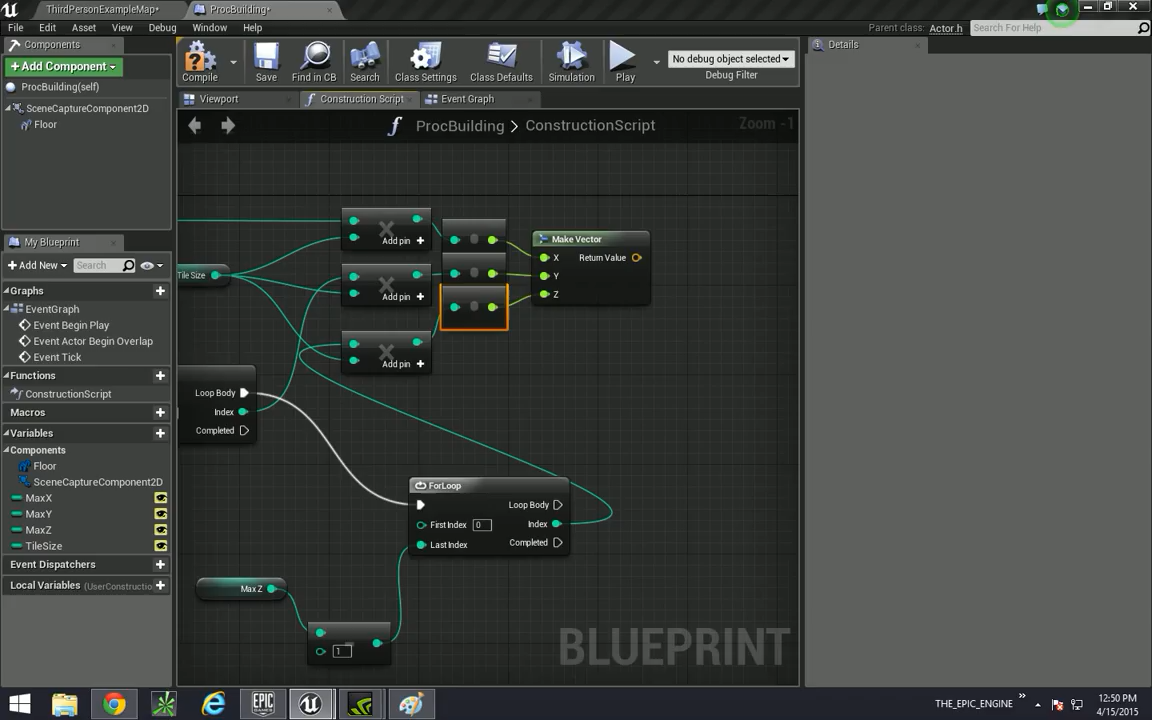 ThirdPersonExampleMap*
ProcBuilding*
File Edit Asset View Debug Window Help
Parent class: Actor.h Search For Help
Components
+ Add Component
ProcBuilding(self)
SceneCaptureComponent2D
Floor
Compile Save Find in CB Search Class Settings Class Defaults Simulation Play
No debug object selected
Debug Filter
Details
Viewport Construction Script Event Graph
ProcBuilding > ConstructionScript
Zoom -1
My Blueprint
Add New Search
Graphs
EventGraph
Event Begin Play
Event Actor Begin Overlap
Event Tick
Functions
ConstructionScript
Macros
Variables
Components
Floor
SceneCaptureComponent2D
MaxX
MaxY
MaxZ
TileSize
Event Dispatchers
Local Variables (UserConstructio
Tile Size
Add pin +
Add pin +
Add pin +
Make Vector
X Return Value
Y
Z
Loop Body
Index
Completed
ForLoop
Loop Body
First Index 0 Index
Last Index Completed
Max Z
1
BLUEPRINT
THE_EPIC_ENGINE
12:50 PM
4/15/2015
EPIC
GAMES